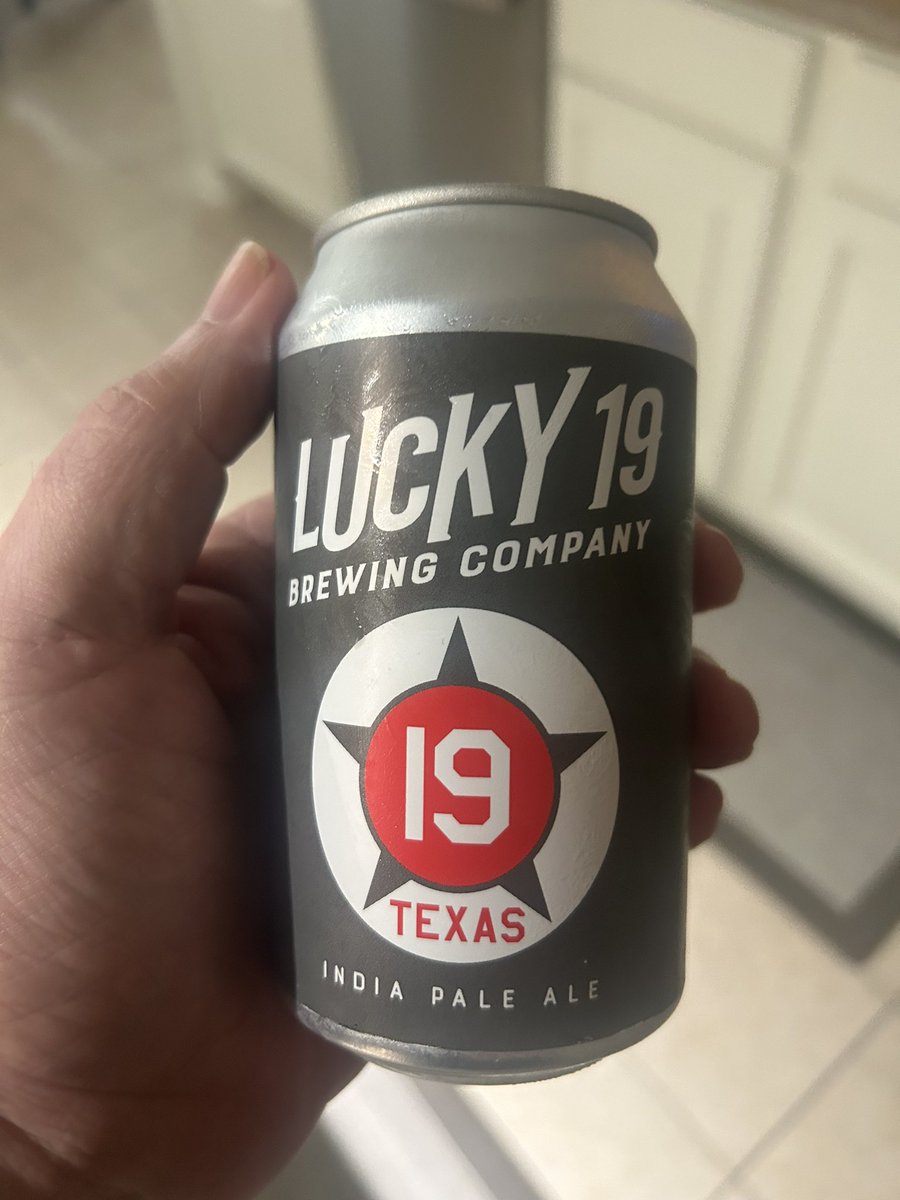 LUCKY 19
BREWING COMPANY
19
TEXAS
INDIA PALE ALE